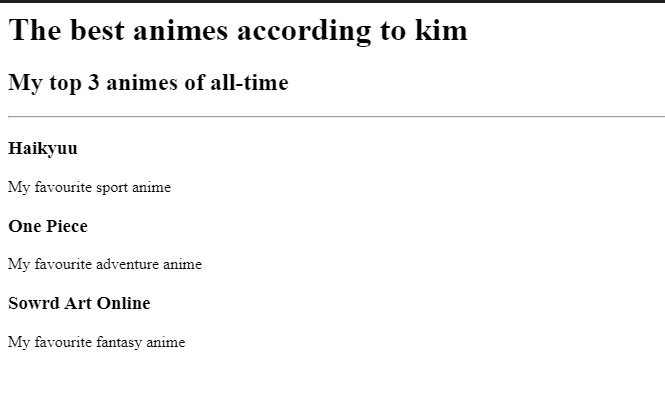 The best animes according to kim
My top 3 animes of all-time
Haikyuu
My favourite sport anime
One Piece
My favourite adventure anime
Sowrd Art Online
My favourite fantasy anime